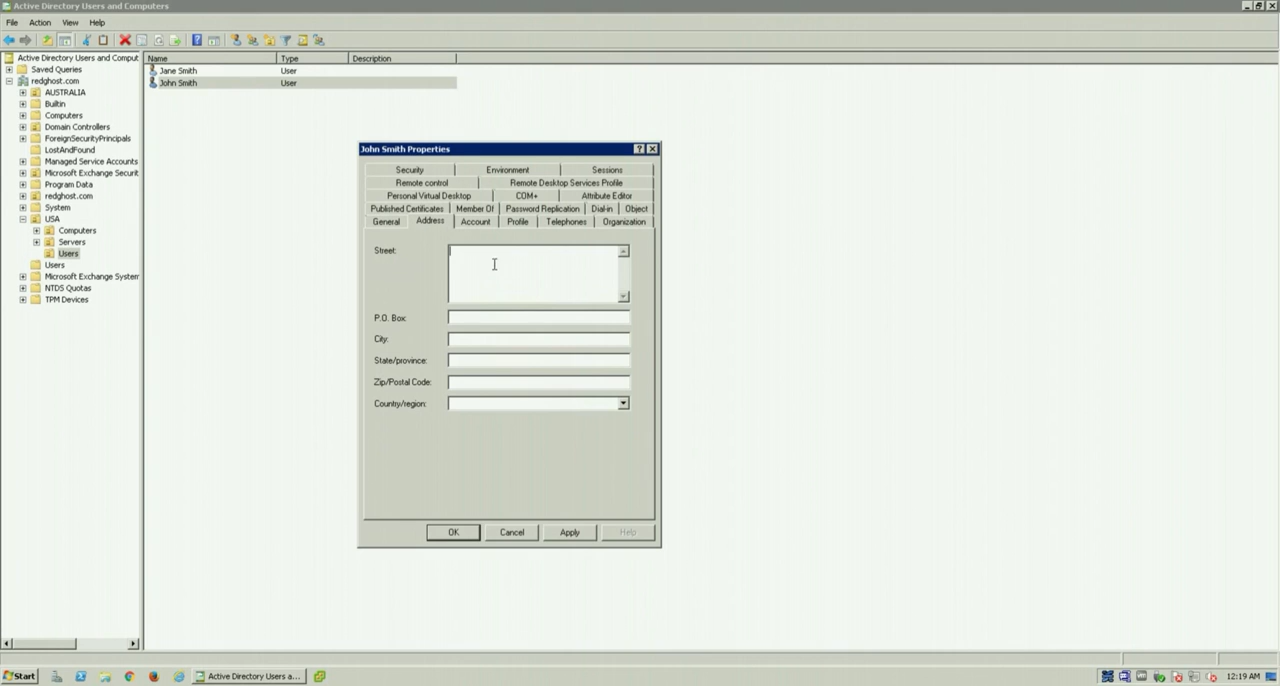 Active Directory Users and Computers
File Action View Help
Active Directory Users and Comput
Saved Queries
redghost.com
AUSTRALIA
Builtin
Computers
Domain Controllers
ForeignSecurityPrincipals
LostAndFound
Managed Service Accounts
Microsoft Exchange Securit
Program Data
redghost.com
System
USA
Computers
Servers
Users
Users
Microsoft Exchange System
NTDS Quotas
TPM Devices
Name Type Description
Jane Smith User
John Smith User
John Smith Properties
Security Environment Sessions
Remote control Remote Desktop Services Profile
Personal Virtual Desktop COM+ Attribute Editor
Published Certificates Member Of Password Replication Dial-in Object
General Address Account Profile Telephones Organization
Street:
P.O. Box:
City:
State/province:
Zip/Postal Code:
Country/region:
OK Cancel Apply Help
Start Active Directory Users a... 12:19 AM